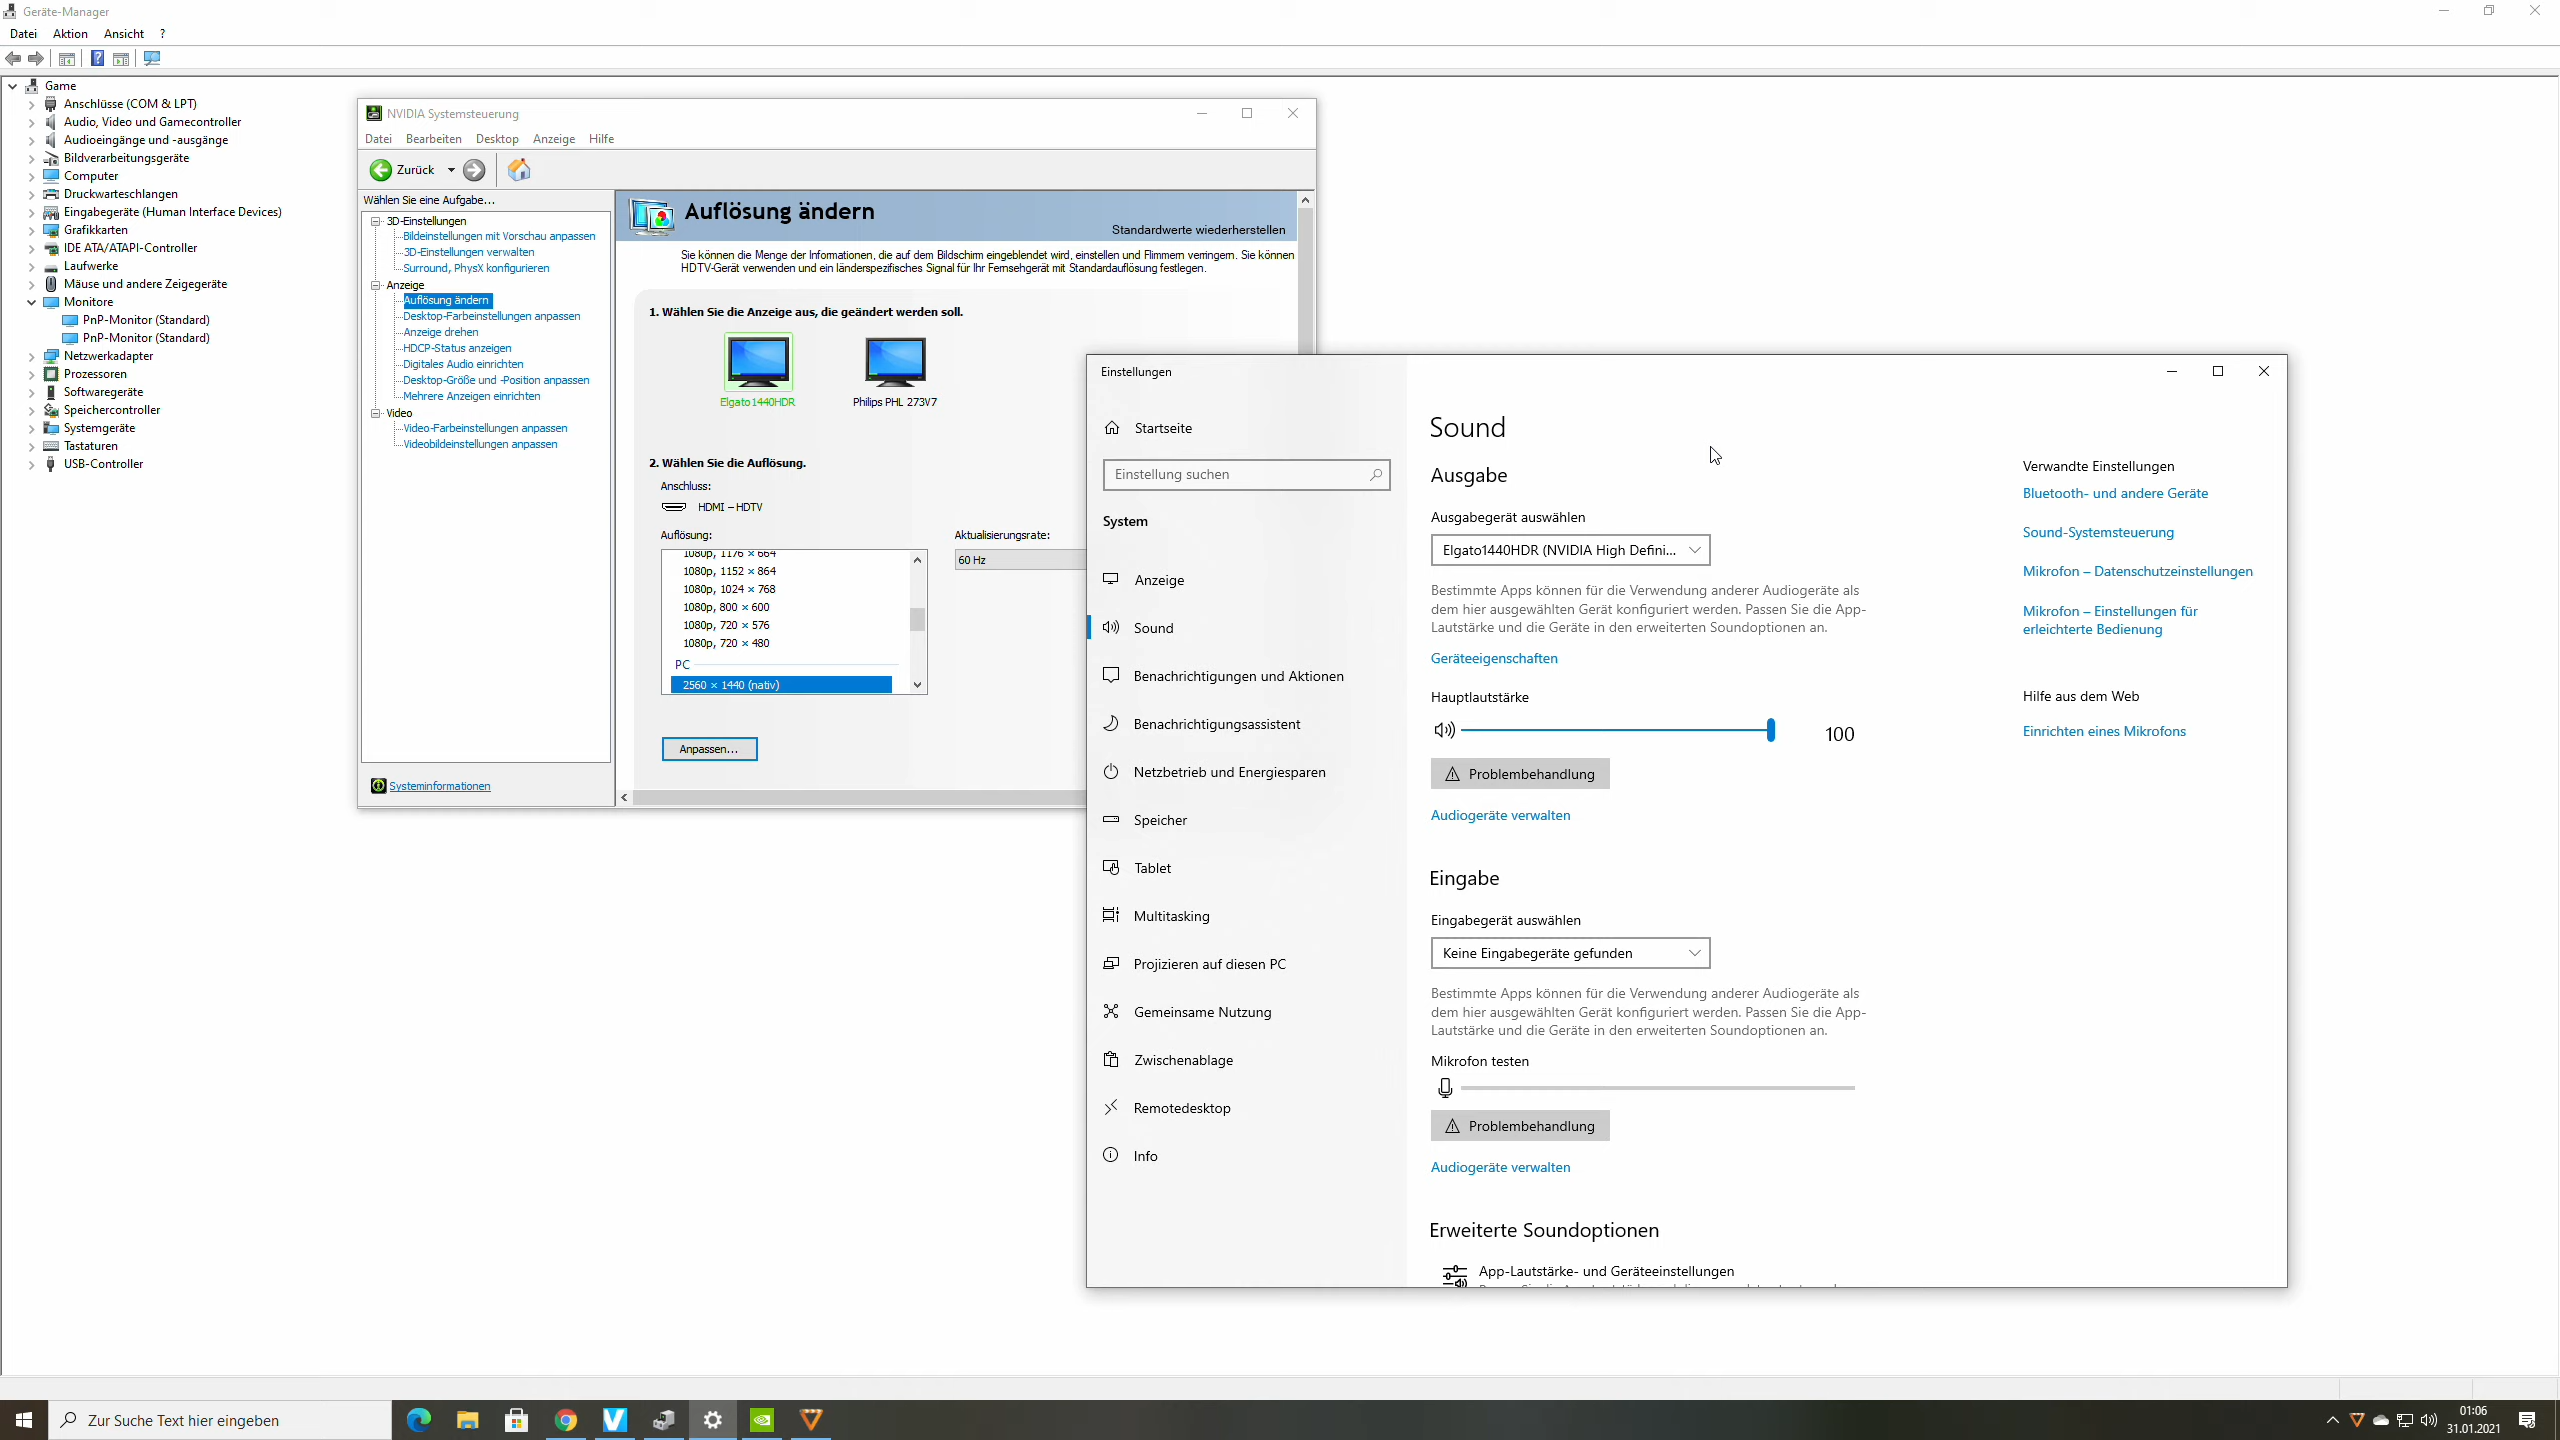 Geräte-Manager
Datei Aktion Ansicht ?
Game
Anschlüsse (COM & LPT)
Audio, Video und Gamecontroller
Audioeingänge und -ausgänge
Bildverarbeitungsgeräte
Computer
Druckwarteschlangen
Eingabegeräte (Human Interface Devices)
Grafikkarten
IDE ATA/ATAPI-Controller
Laufwerke
Mäuse und andere Zeigegeräte
Monitore
PnP-Monitor (Standard)
PnP-Monitor (Standard)
Netzwerkadapter
Prozessoren
Softwaregeräte
Speichercontroller
Systemgeräte
Tastaturen
USB-Controller
NVIDIA Systemsteuerung
Datei Bearbeiten Desktop Anzeige Hilfe
Zurück
Wählen Sie eine Aufgabe...
3D-Einstellungen
Bildeinstellungen mit Vorschau anpassen
3D-Einstellungen verwalten
Surround, PhysX konfigurieren
Anzeige
Auflösung ändern
Desktop-Farbeinstellungen anpassen
Anzeige drehen
HDCP-Status anzeigen
Digitales Audio einrichten
Desktop-Größe und -Position anpassen
Mehrere Anzeigen einrichten
Video
Video-Farbeinstellungen anpassen
Videobildeinstellungen anpassen
Systeminformationen
Auflösung ändern
Standardwerte wiederherstellen
Sie können die Menge der Informationen, die auf dem Bildschirm eingeblendet wird, einstellen und Flimmern verringern. Sie können
HDTV-Gerät verwenden und ein länderspezifisches Signal für Ihr Fernsehgerät mit Standardauflösung festlegen.
1. Wählen Sie die Anzeige aus, die geändert werden soll.
Elgato1440HDR
Philips PHL 273V7
2. Wählen Sie die Auflösung.
Anschluss:
HDMI – HDTV
Auflösung:
Aktualisierungsrate:
1080p, 1176 × 664
60 Hz
1080p, 1152 × 864
1080p, 1024 × 768
1080p, 800 × 600
1080p, 720 × 576
1080p, 720 × 480
PC
2560 × 1440 (nativ)
Anpassen...
Einstellungen
Startseite
Einstellung suchen
System
Anzeige
Sound
Benachrichtigungen und Aktionen
Benachrichtigungsassistent
Netzbetrieb und Energiesparen
Speicher
Tablet
Multitasking
Projizieren auf diesen PC
Gemeinsame Nutzung
Zwischenablage
Remotedesktop
Info
Sound
Ausgabe
Ausgabegerät auswählen
Elgato1440HDR (NVIDIA High Defini...
Bestimmte Apps können für die Verwendung anderer Audiogeräte als
dem hier ausgewählten Gerät konfiguriert werden. Passen Sie die App-
Lautstärke und die Geräte in den erweiterten Soundoptionen an.
Geräteeigenschaften
Hauptlautstärke
100
Problembehandlung
Audiogeräte verwalten
Eingabe
Eingabegerät auswählen
Keine Eingabegeräte gefunden
Bestimmte Apps können für die Verwendung anderer Audiogeräte als
dem hier ausgewählten Gerät konfiguriert werden. Passen Sie die App-
Lautstärke und die Geräte in den erweiterten Soundoptionen an.
Mikrofon testen
Problembehandlung
Audiogeräte verwalten
Erweiterte Soundoptionen
App-Lautstärke- und Geräteeinstellungen
Verwandte Einstellungen
Bluetooth- und andere Geräte
Sound-Systemsteuerung
Mikrofon – Datenschutzeinstellungen
Mikrofon – Einstellungen für
erleichterte Bedienung
Hilfe aus dem Web
Einrichten eines Mikrofons
Zur Suche Text hier eingeben
01:06
31.01.2021